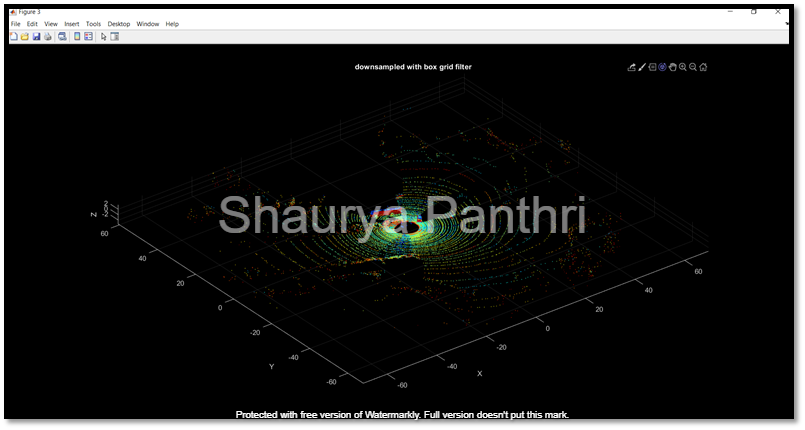 Figure 3
File Edit View Insert Tools Desktop Window Help
downsampled with box grid filter
Shaurya Panthri
Z
2
0
-2
60
40
20
0
-20
-40
-60
Y
-60
-40
-20
0
20
40
60
X
Protected with free version of Watermarkly. Full version doesn't put this mark.